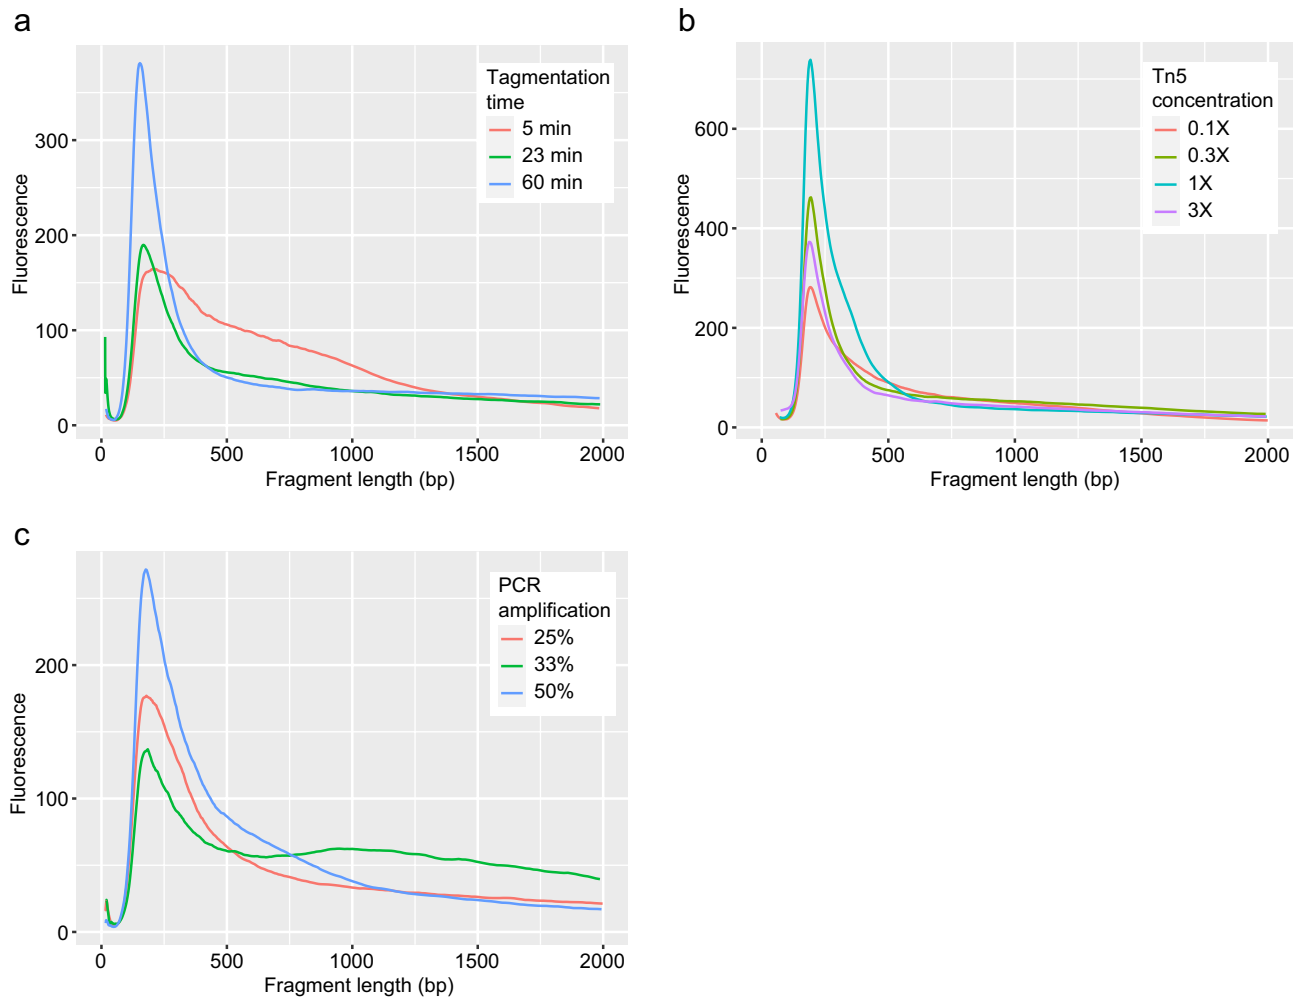 a
Fluorescence
300
200
100
0
0 500 1000 1500 2000
Fragment length (bp)
Tagmentation
time
5 min
23 min
60 min
b
Fluorescence
600
400
200
0
0 500 1000 1500 2000
Fragment length (bp)
Tn5
concentration
0.1X
0.3X
1X
3X
c
Fluorescence
200
100
0
0 500 1000 1500 2000
Fragment length (bp)
PCR
amplification
25%
33%
50%